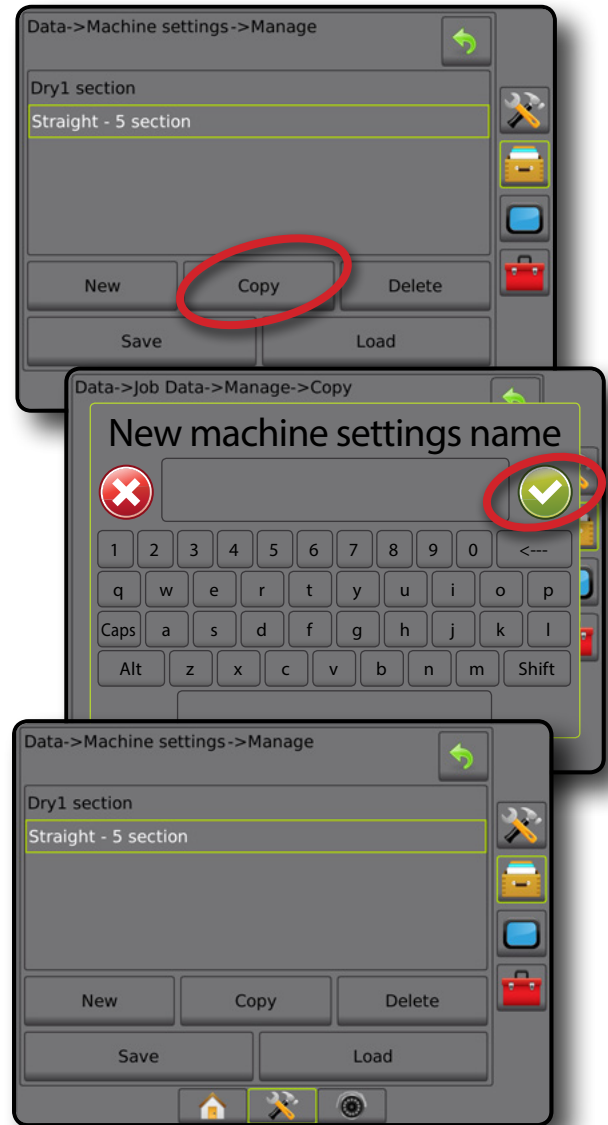 Data->Machine settings->Manage
Dry1 section
Straight - 5 section
New Copy Delete
Save Load
Data->Job Data->Manage->Copy
New machine settings name
1 2 3 4 5 6 7 8 9 0 <---
q w e r t y u i o p
Caps a s d f g h j k l
Alt z x c v b n m Shift
Data->Machine settings->Manage
Dry1 section
Straight - 5 section
New Copy Delete
Save Load